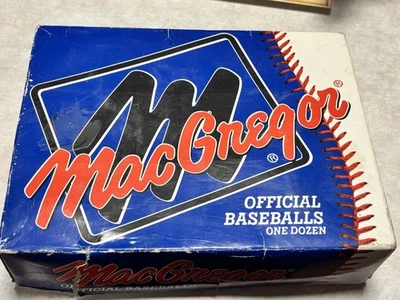 M
MacGregor®
®
OFFICIAL
BASEBALLS
ONE DOZEN
MacGregor
OFFICIAL BASEBALLS